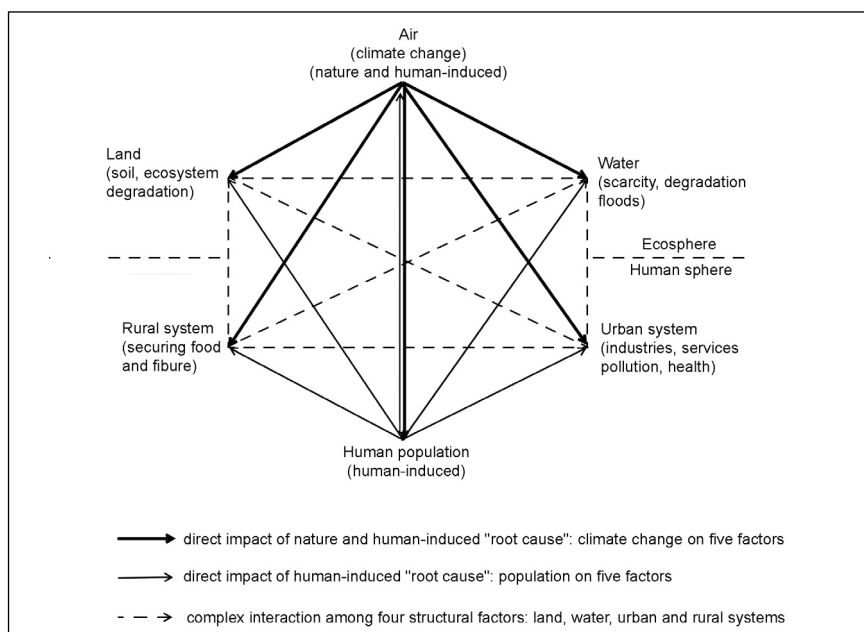 Air
(climate change)
(nature and human-induced)
Land
(soil, ecosystem
degradation)
Water
(scarcity, degradation
floods)
Ecosphere
Human sphere
Rural system
(securing food
and fibure)
Urban system
(industries, services
pollution, health)
Human population
(human-induced)
direct impact of nature and human-induced "root cause": climate change on five factors
direct impact of human-induced "root cause": population on five factors
complex interaction among four structural factors: land, water, urban and rural systems